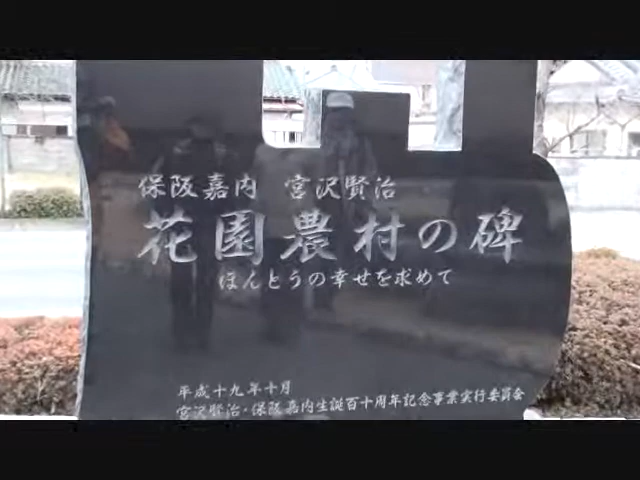 保阪嘉内　宮沢賢治
花園農村の碑
ほんとうの幸せを求めて
平成十九年十月
宮沢賢治・保阪嘉内生誕百十周年記念事業実行委員会